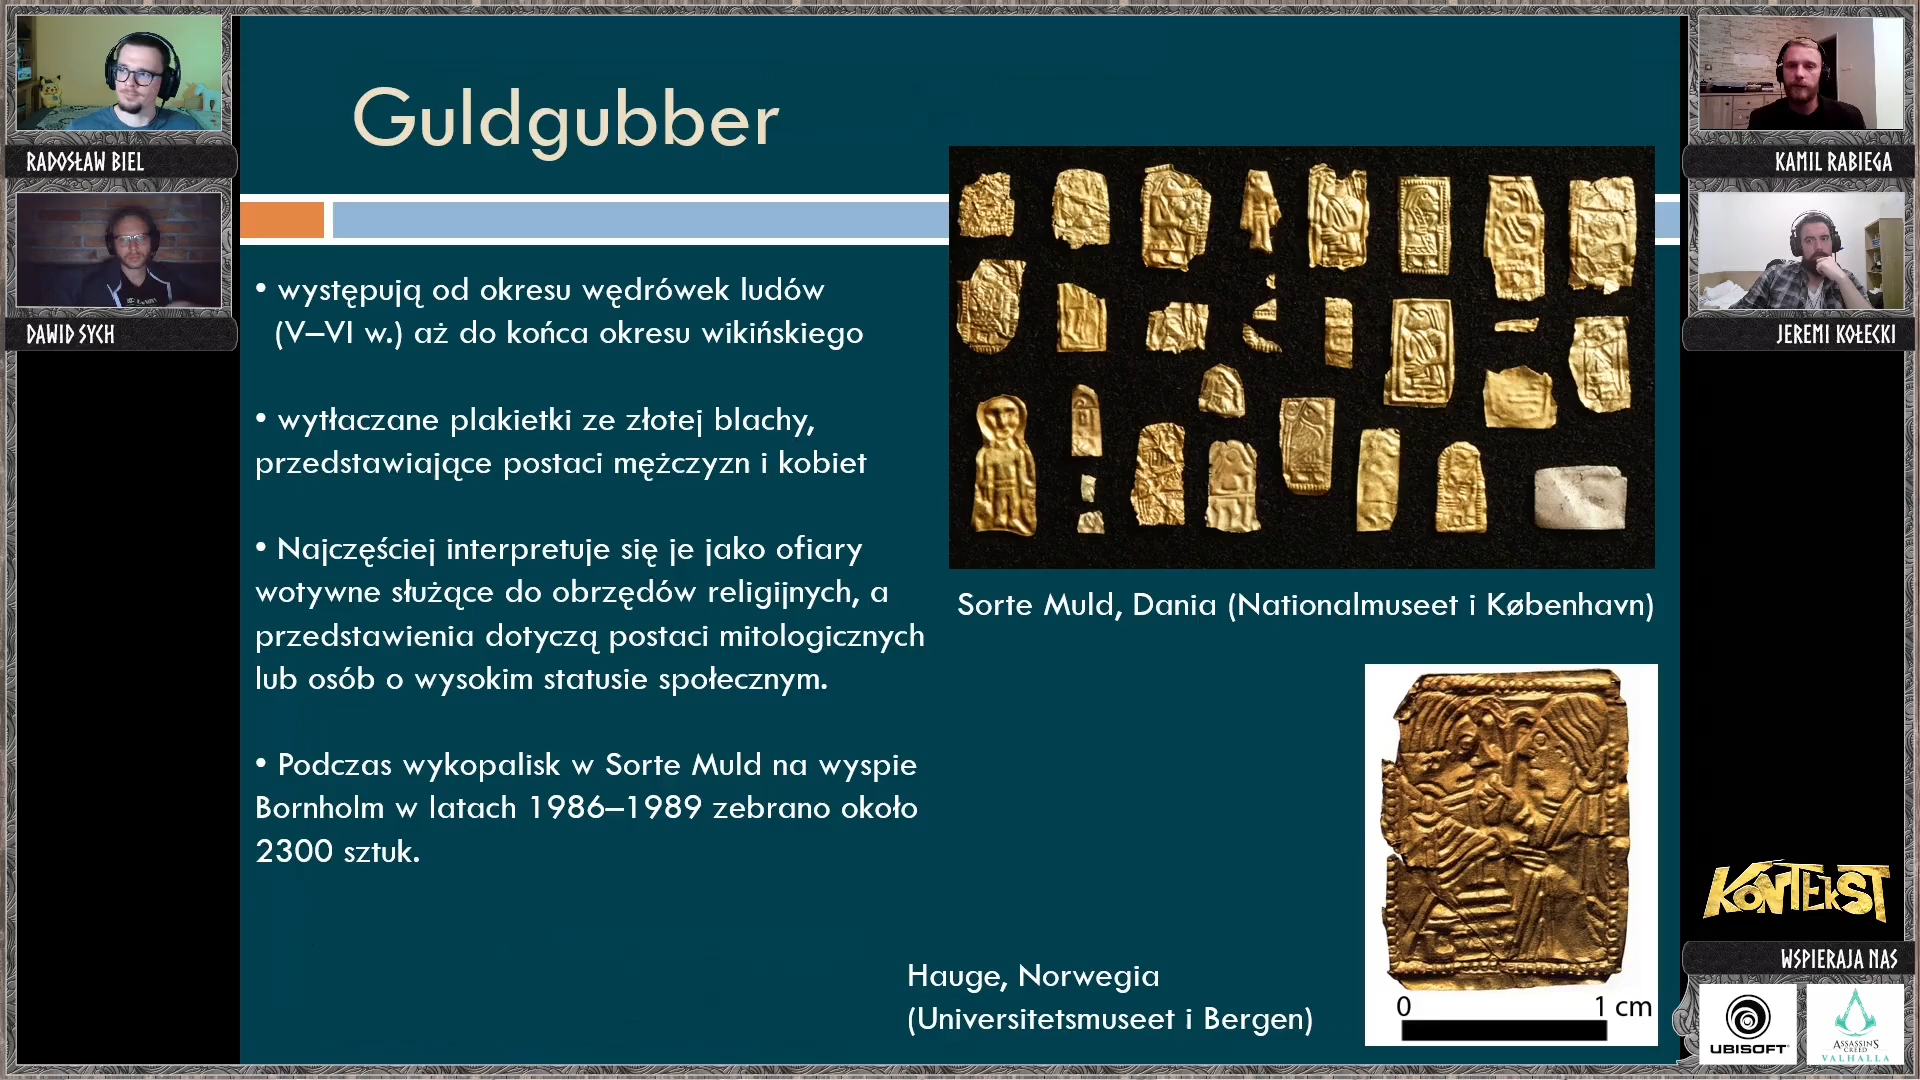 Guldgubber
RADOSŁAW BIEL
DAWID SYCH
KAMIL RABIEGA
JEREMI KOŁECKI
• występują od okresu wędrówek ludów
(V–VI w.) aż do końca okresu wikińskiego
• wytłaczane plakietki ze złotej blachy,
przedstawiające postaci mężczyzn i kobiet
• Najczęściej interpretuje się je jako ofiary
wotywne służące do obrzędów religijnych, a
przedstawienia dotyczą postaci mitologicznych
lub osób o wysokim statusie społecznym.
• Podczas wykopalisk w Sorte Muld na wyspie
Bornholm w latach 1986–1989 zebrano około
2300 sztuk.
Sorte Muld, Dania (Nationalmuseet i København)
Hauge, Norwegia
(Universitetsmuseet i Bergen)
0 1 cm
KONTEKST
WSPIERAJA NAS
UBISOFT
ASSASSIN'S
CREED
VALHALLA